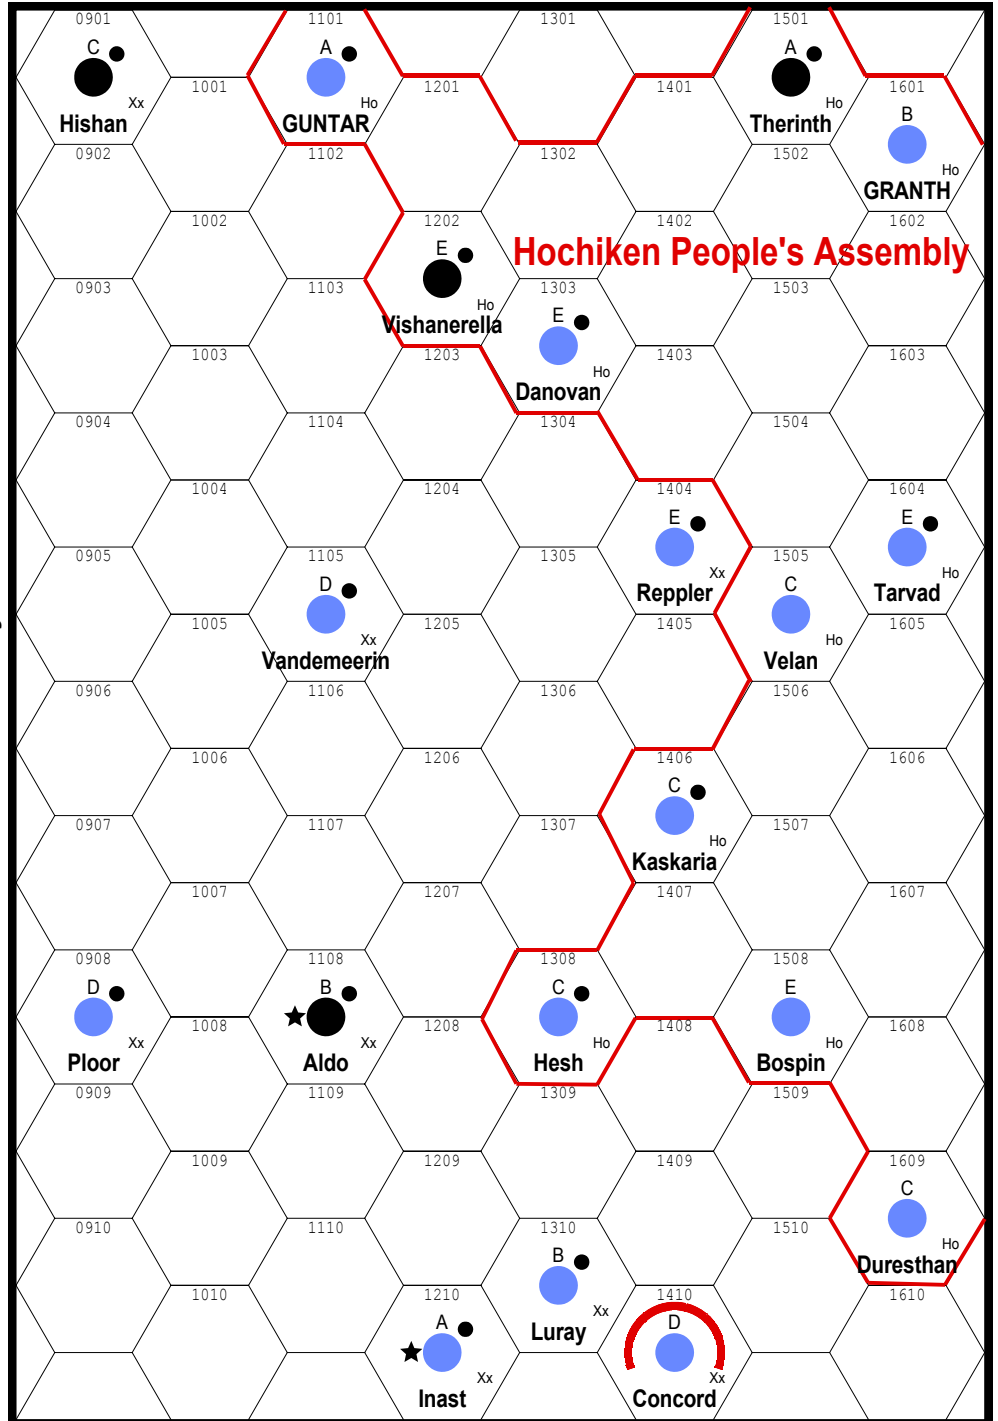 0901 1101 1301 1501
C A A
1001 1201 1401 1601
Xx Ho Ho B
Hishan GUNTAR Therinth
0902 1102 1302 1502
Ho
GRANTH
1002 1202 1402 1602
E Hochiken People's Assembly
0903 1103 1303 1503
Ho E
Vishanerella
1003 1203 1403 1603
Ho
Danovan
0904 1104 1304 1504
1004 1204 1404 1604
E E
0905 1105 1305 1505
Xx Ho
D C
Reppler Tarvad
1005 1205 1405 1605
Xx Ho
Vandemeerin Velan
0906 1106 1306 1506
1006 1206 1406 1606
C
0907 1107 1307 1507
Ho
Kaskaria
1007 1207 1407 1607
0908 1108 1308 1508
D B C E
1008 1208 1408 1608
Xx Xx Ho Ho
Ploor Aldo Hesh Bospin
0909 1109 1309 1509
1009 1209 1409 1609
C
0910 1110 1310 1510
Ho
B Duresthan
1010 1210 1410 1610
Xx
A Luray D
Xx Xx
Inast Concord